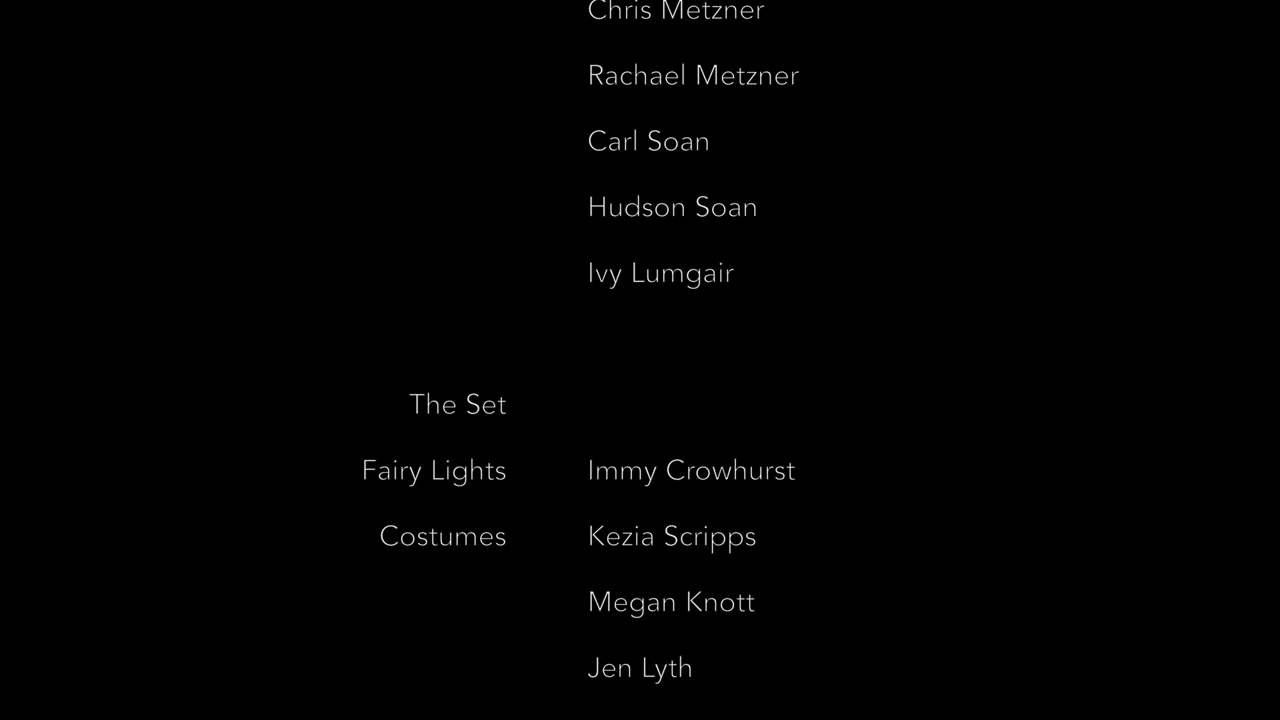 Chris Metzner
Rachael Metzner
Carl Soan
Hudson Soan
Ivy Lumgair
The Set
Fairy Lights Immy Crowhurst
Costumes Kezia Scripps
Megan Knott
Jen Lyth